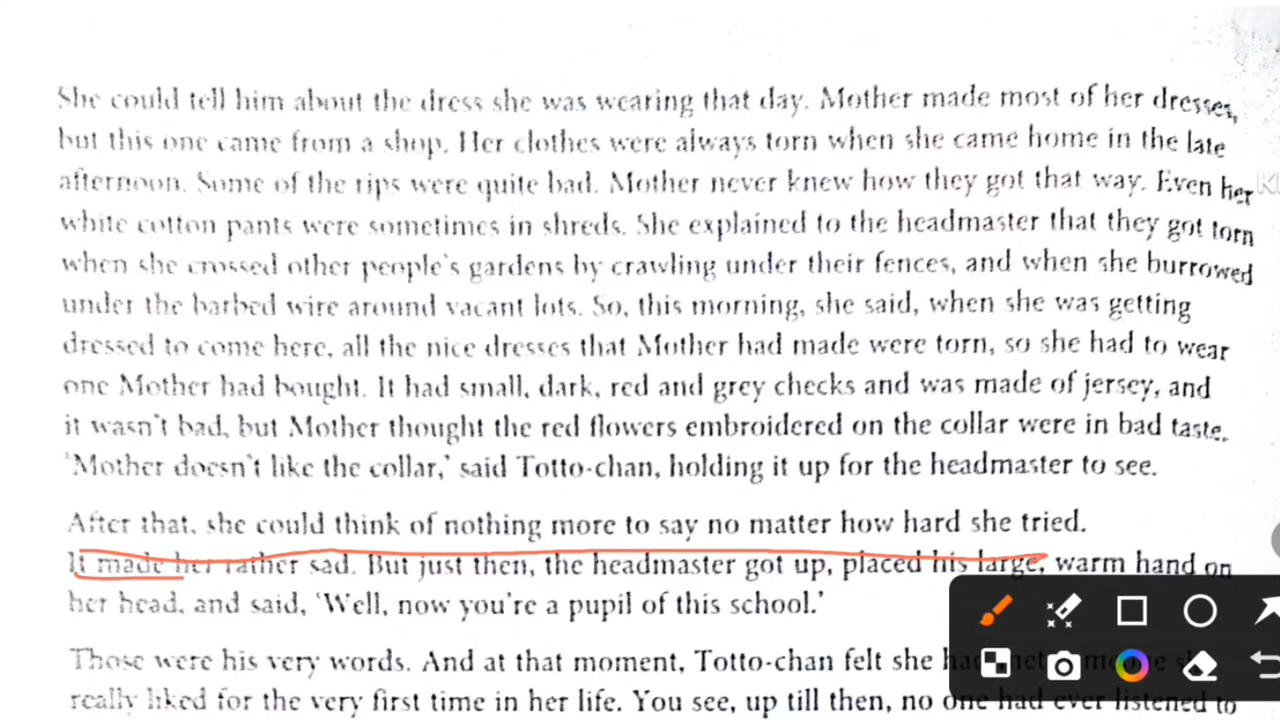 She could tell him about the dress she was wearing that day. Mother made most of her dresses,
but this one came from a shop. Her clothes were always torn when she came home in the late
afternoon. Some of the rips were quite bad. Mother never knew how they got that way. Even her
white cotton pants were sometimes in shreds. She explained to the headmaster that they got torn
when she crossed other people's gardens by crawling under their fences, and when she burrowed
under the barbed wire around vacant lots. So, this morning, she said, when she was getting
dressed to come here, all the nice dresses that Mother had made were torn, so she had to wear
one Mother had bought. It had small, dark, red and grey checks and was made of jersey, and
it wasn't bad, but Mother thought the red flowers embroidered on the collar were in bad taste.
'Mother doesn't like the collar,' said Totto-chan, holding it up for the headmaster to see.
After that, she could think of nothing more to say no matter how hard she tried.
It made her rather sad. But just then, the headmaster got up, placed his large, warm hand on
her head, and said, 'Well, now you're a pupil of this school.'
Those were his very words. And at that moment, Totto-chan felt she
really liked for the very first time in her life. You see, up till then, no one had ever listened to